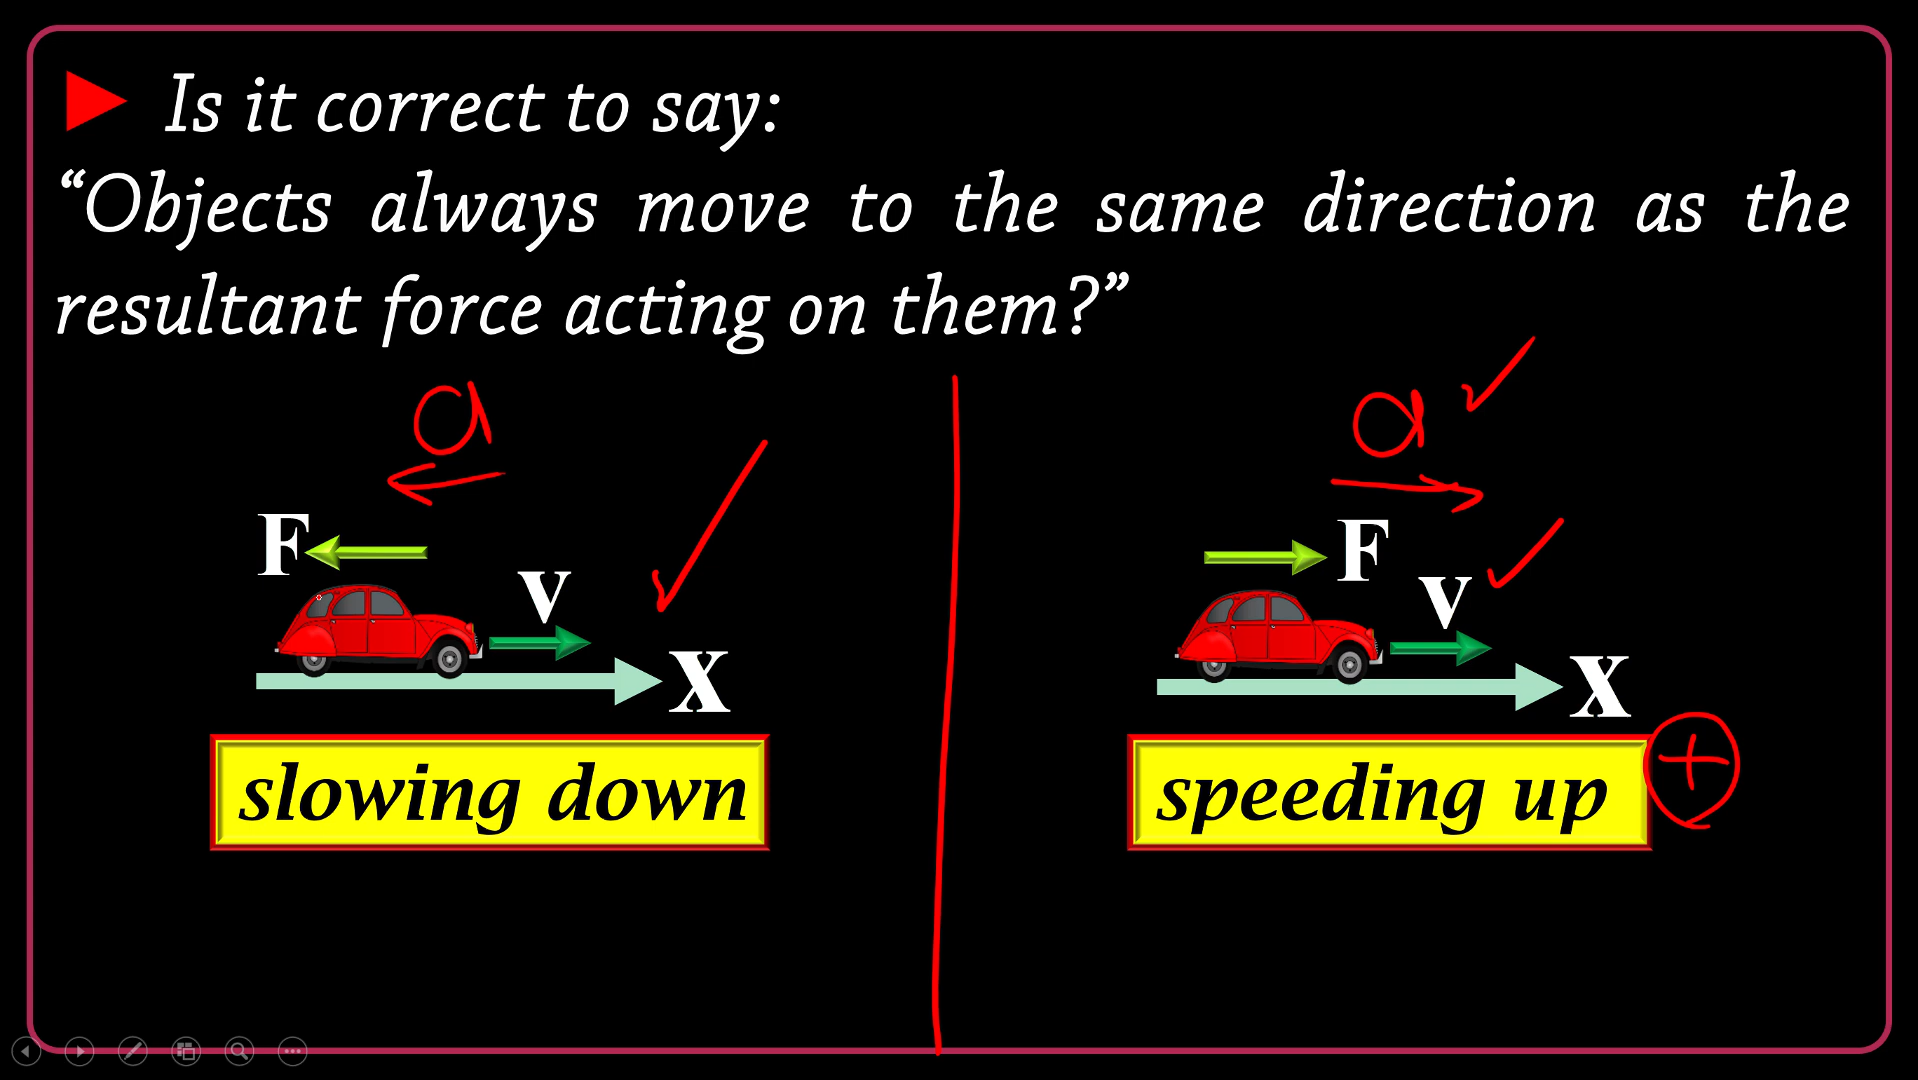 Is it correct to say:
“Objects always move to the same direction as the
resultant force acting on them?”
a
a
F
F
v
v
x
x
slowing down
speeding up
+